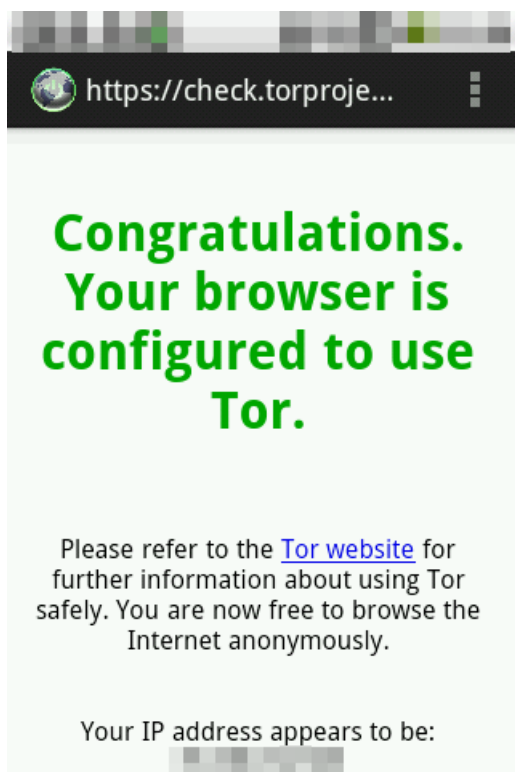 https://check.torproje...
Congratulations.
Your browser is
configured to use
Tor.
Please refer to the Tor website for
further information about using Tor
safely. You are now free to browse the
Internet anonymously.
Your IP address appears to be: